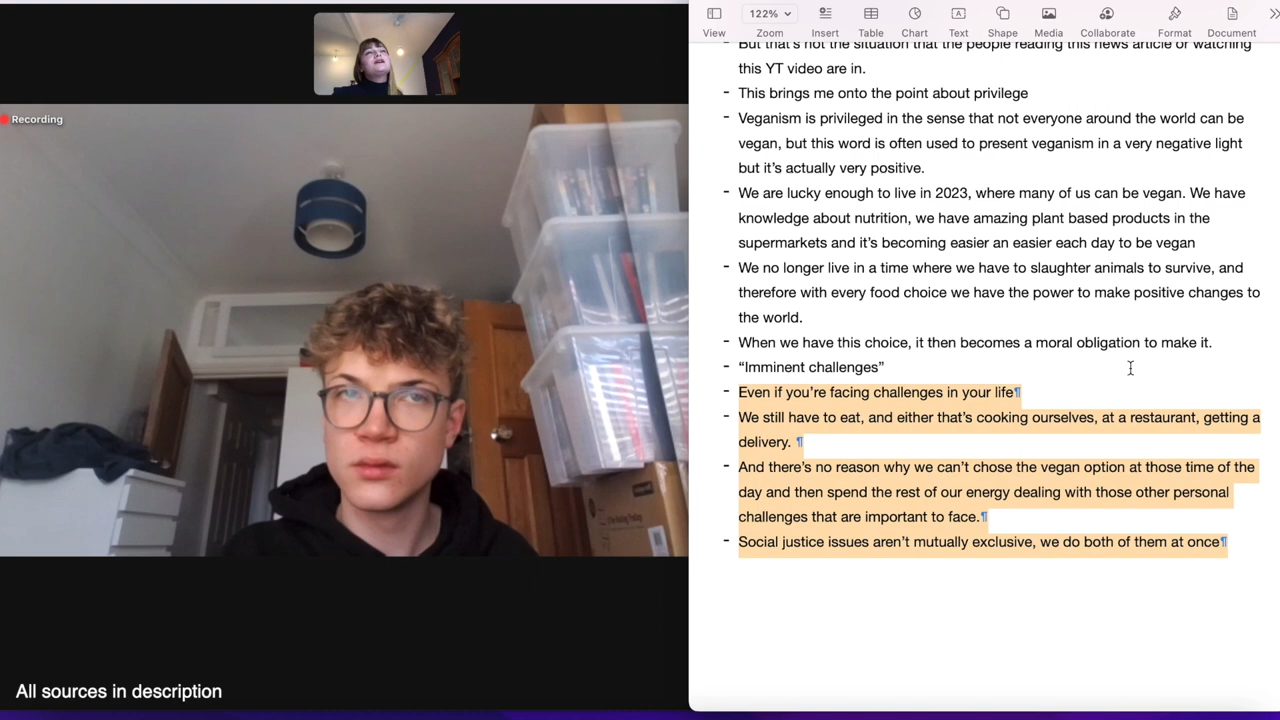 Recording
All sources in description
122%
View Zoom Insert Table Chart Text Shape Media Collaborate Format Document
But that's not the situation that the people reading this news article or watching
this YT video are in.
- This brings me onto the point about privilege
- Veganism is privileged in the sense that not everyone around the world can be
vegan, but this word is often used to present veganism in a very negative light
but it's actually very positive.
- We are lucky enough to live in 2023, where many of us can be vegan. We have
knowledge about nutrition, we have amazing plant based products in the
supermarkets and it's becoming easier an easier each day to be vegan
- We no longer live in a time where we have to slaughter animals to survive, and
therefore with every food choice we have the power to make positive changes to
the world.
- When we have this choice, it then becomes a moral obligation to make it.
- “Imminent challenges”
- Even if you're facing challenges in your life¶
- We still have to eat, and either that's cooking ourselves, at a restaurant, getting a
delivery. ¶
- And there's no reason why we can't chose the vegan option at those time of the
day and then spend the rest of our energy dealing with those other personal
challenges that are important to face.¶
- Social justice issues aren't mutually exclusive, we do both of them at once¶